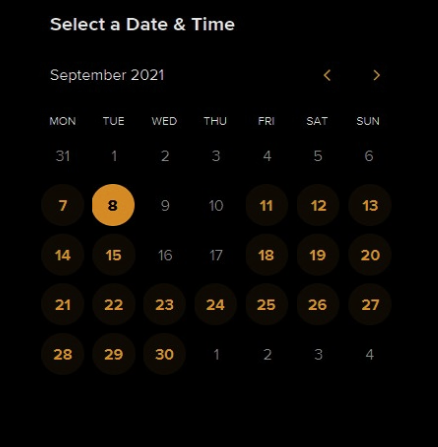 Select a Date & Time
September 2021
MON TUE WED THU FRI SAT SUN
31 1 2 3 4 5 6
7 8 9 10 11 12 13
14 15 16 17 18 19 20
21 22 23 24 25 26 27
28 29 30 1 2 3 4